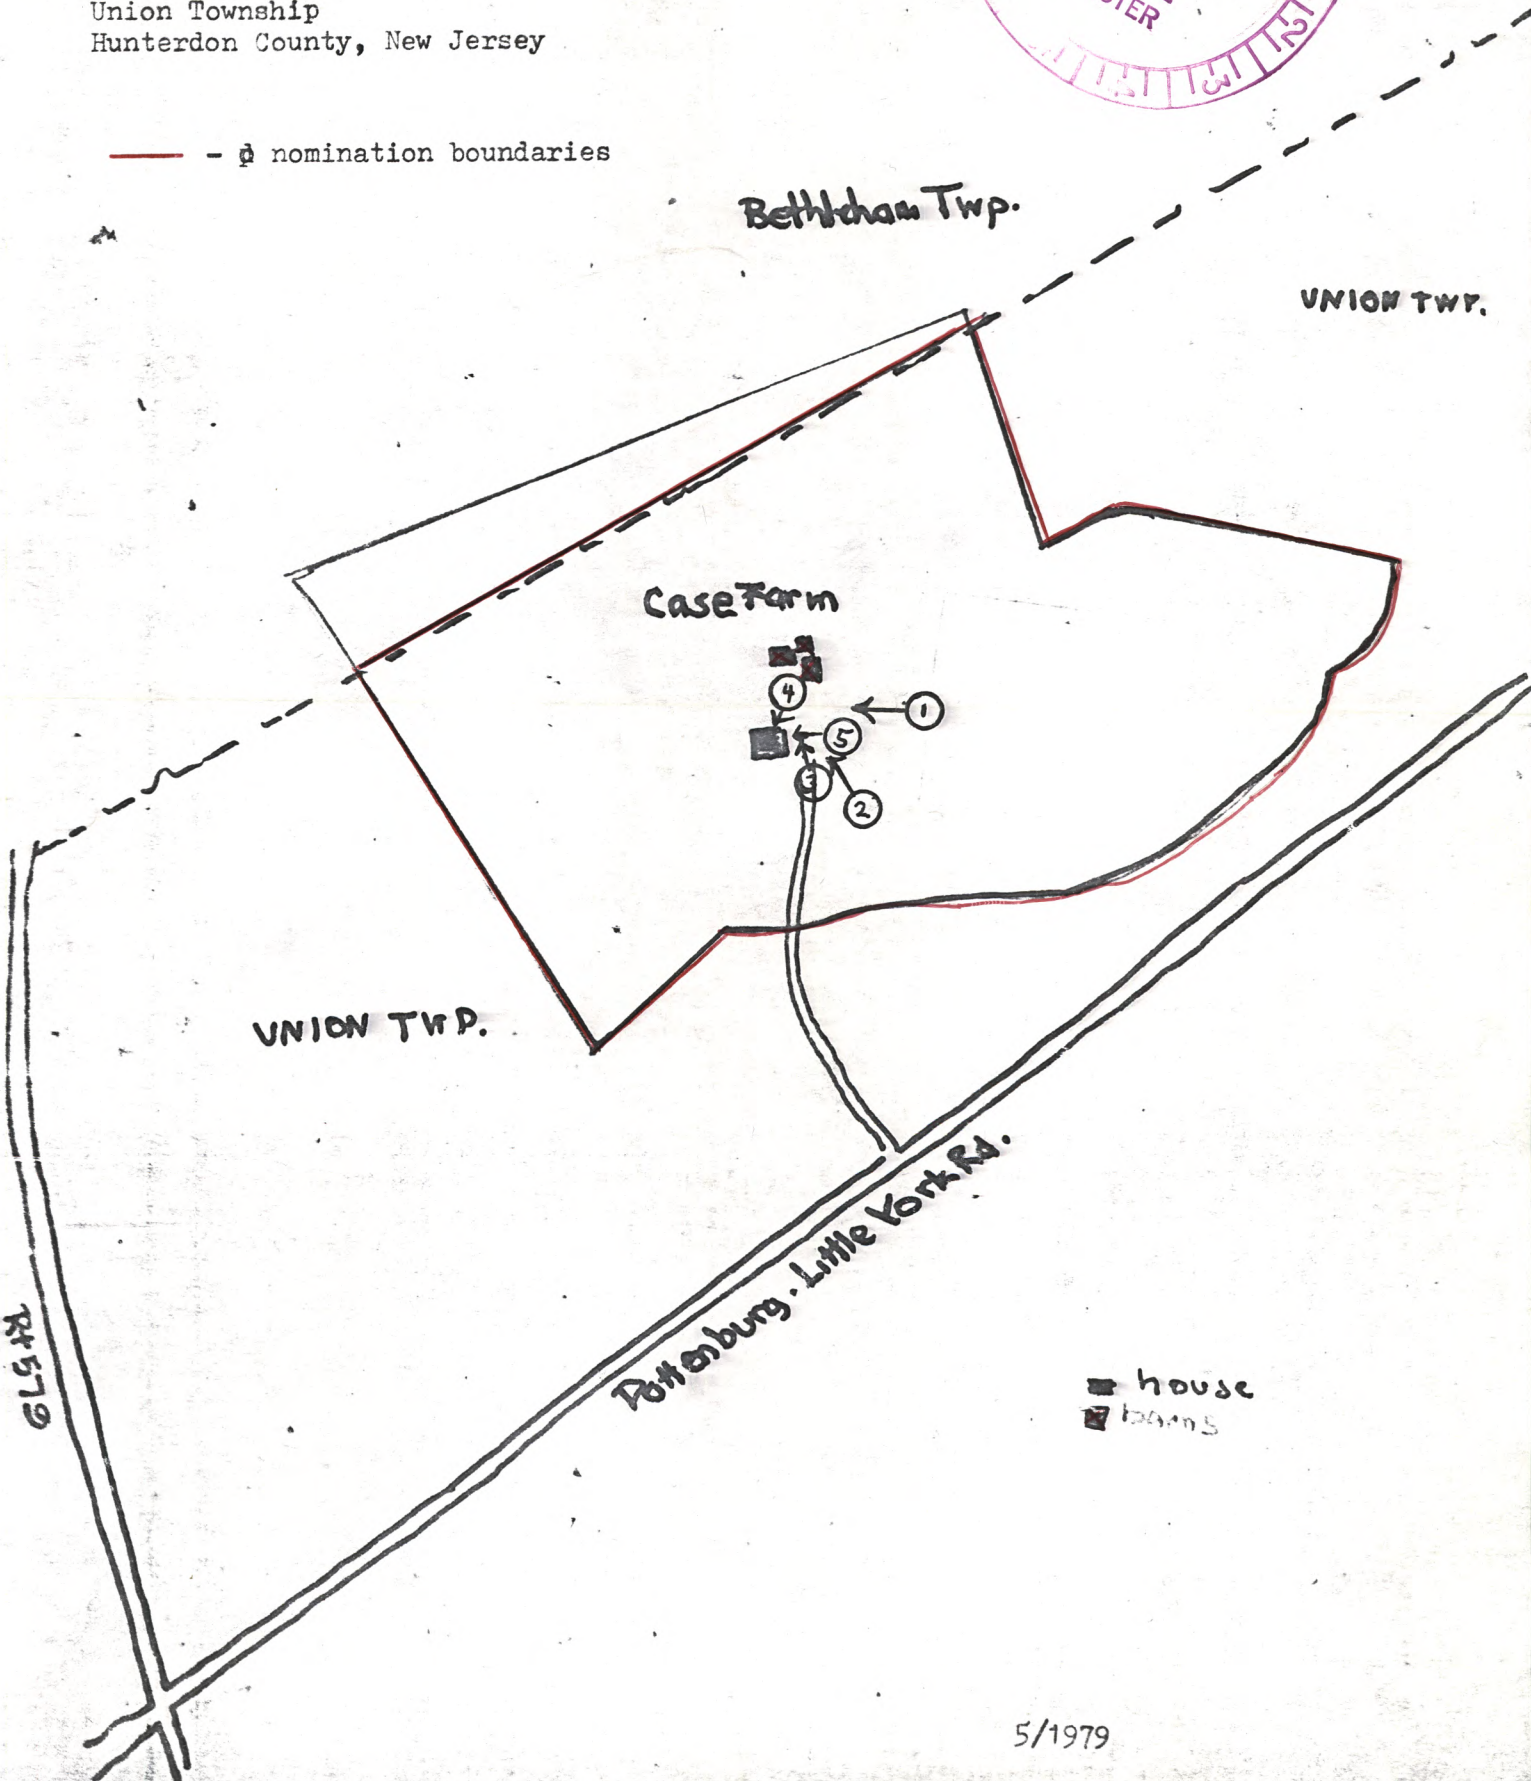 Union Township
Hunterdon County, New Jersey
- nomination boundaries
Bethleham Twp.
UNION TWP.
Case Farm
4
1
5
3
2
UNION TWP.
Pattenburg. Little York Rd.
Rt 579
house
barns
5/1979